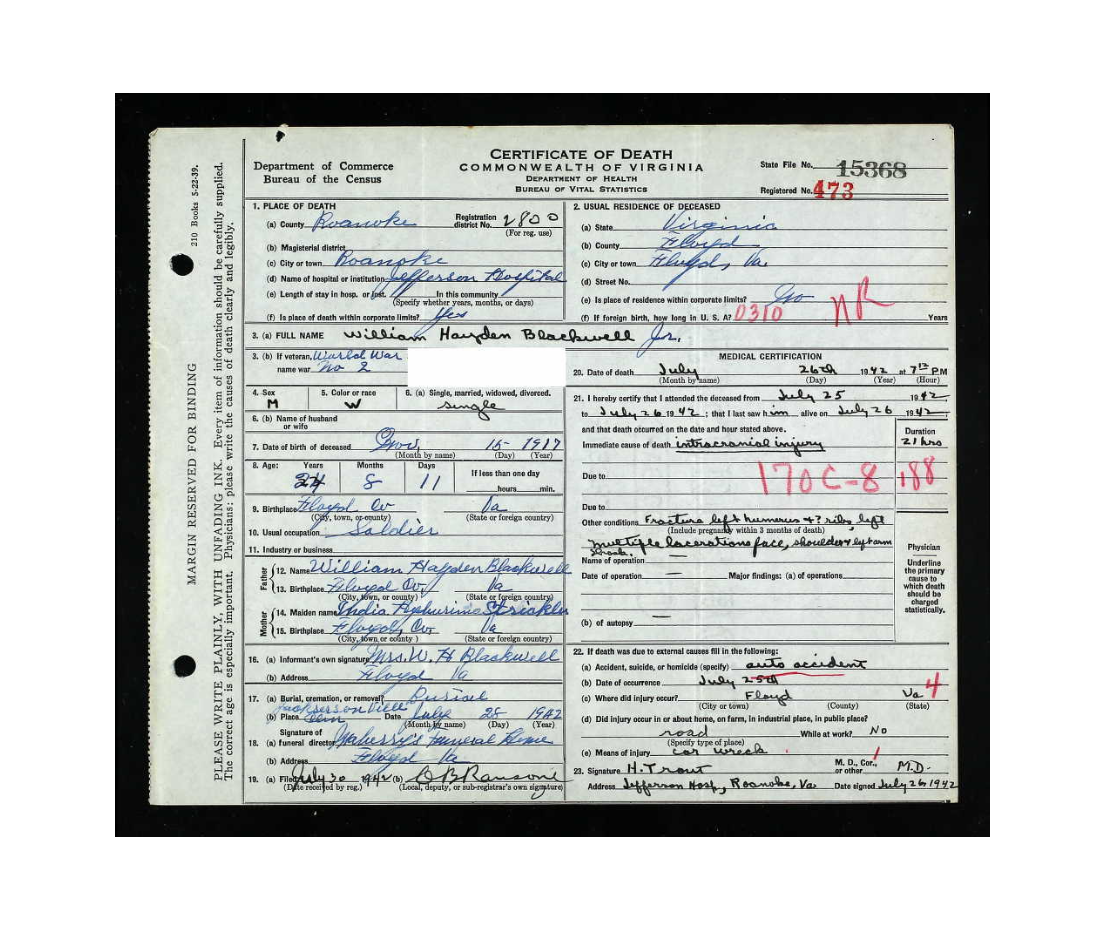 210 Books 5-22-39.
MARGIN RESERVED FOR BINDING
PLEASE WRITE PLAINLY, WITH UNFADING INK. Every item of information should be carefully supplied.
The correct age is especially important. Physicians: please write the causes of death clearly and legibly.
Department of Commerce
Bureau of the Census
CERTIFICATE OF DEATH
COMMONWEALTH OF VIRGINIA
DEPARTMENT OF HEALTH
BUREAU OF VITAL STATISTICS
State File No. 15368
Registered No. 473
1. PLACE OF DEATH
(a) County Roanoke Registration district No. 2800
(For reg. use)
(b) Magisterial district
(c) City or town Roanoke
(d) Name of hospital or institution Jefferson Hospital
(e) Length of stay in hosp. or inst. In this community
(Specify whether years, months, or days)
(f) Is place of death within corporate limits? Yes
2. USUAL RESIDENCE OF DECEASED
(a) State Virginia
(b) County Floyd
(c) City or town Floyd, Va.
(d) Street No.
(e) Is place of residence within corporate limits?
(f) If foreign birth, how long in U. S. A.? 0310 NR Years
3. (a) FULL NAME William Hayden Blackwell Jr.
3. (b) If veteran, name war World War No 2
4. Sex M
5. Color or race W
6. (a) Single, married, widowed, divorced. Single
6. (b) Name of husband or wife
7. Date of birth of deceased Nov. 15 1917
(Month by name) (Day) (Year)
8. Age: Years 24 Months 8 Days 11 If less than one day
hours min.
9. Birthplace Floyd Co Va
(City, town, or county) (State or foreign country)
10. Usual occupation Soldier
11. Industry or business
Father
12. Name William Hayden Blackwell
13. Birthplace Floyd Co Va
(City, town, or county) (State or foreign country)
Mother
14. Maiden name India Strickler
15. Birthplace Floyd, Co Va
(City, town, or county) (State or foreign country)
16. (a) Informant's own signature Mrs. W. H Blackwell
(b) Address Floyd Va
17. (a) Burial, cremation, or removal? Burial
Jacksonville
(b) Place Cem Date July 28 1942
(Month by name) (Day) (Year)
Signature of
18. (a) funeral director Funeral Home
(b) Address Floyd Va
19. (a) Filed July 30 1942 (b) O B Ransone
(Date received by reg.) (Local, deputy, or sub-registrar's own signature)
MEDICAL CERTIFICATION
20. Date of death July 26th 1942 at 7 PM
(Month by name) (Day) (Year) (Hour)
21. I hereby certify that I attended the deceased from July 25 1942
to July 26 1942; that I last saw him alive on July 26 1942
and that death occurred on the date and hour stated above. Duration
Immediate cause of death intracranial injury 21 hrs
Due to 170C-8 188
Due to
Other conditions Fracture left humerus +? ribs left
(Include pregnancy within 3 months of death)
multiple lacerations face, shoulder & left arm
Shock.
Name of operation —
Date of operation — Major findings: (a) of operations
(b) of autopsy —
Physician
Underline the primary cause to which death should be charged statistically.
22. If death was due to external causes fill in the following:
(a) Accident, suicide, or homicide (specify) auto accident
(b) Date of occurrence July 25th
(c) Where did injury occur? Floyd Va 4
(City or town) (County) (State)
(d) Did injury occur in or about home, on farm, in industrial place, in public place?
road While at work? No
(Specify type of place)
(e) Means of injury car wreck
23. Signature H. Trout M. D., Cor., or other M.D.
Address Jefferson Hosp, Roanoke, Va Date signed July 26 1942